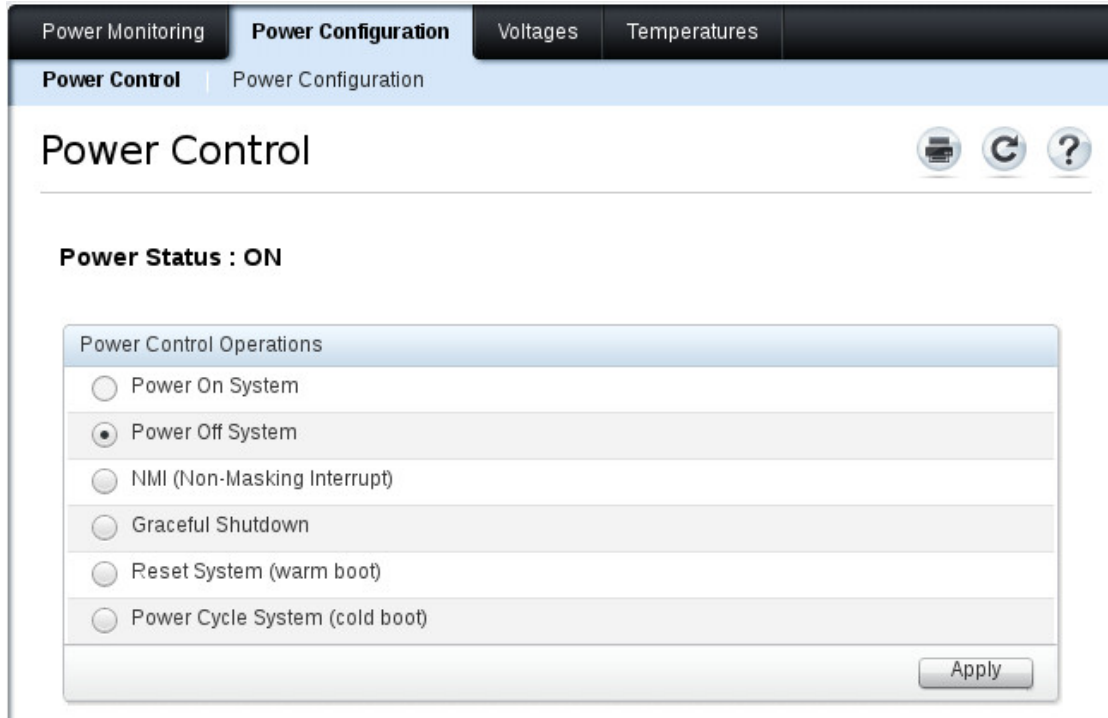 Power Monitoring Power Configuration Voltages Temperatures
Power Control Power Configuration
Power Control ?
Power Status : ON
Power Control Operations
Power On System
Power Off System
NMI (Non-Masking Interrupt)
Graceful Shutdown
Reset System (warm boot)
Power Cycle System (cold boot)
Apply